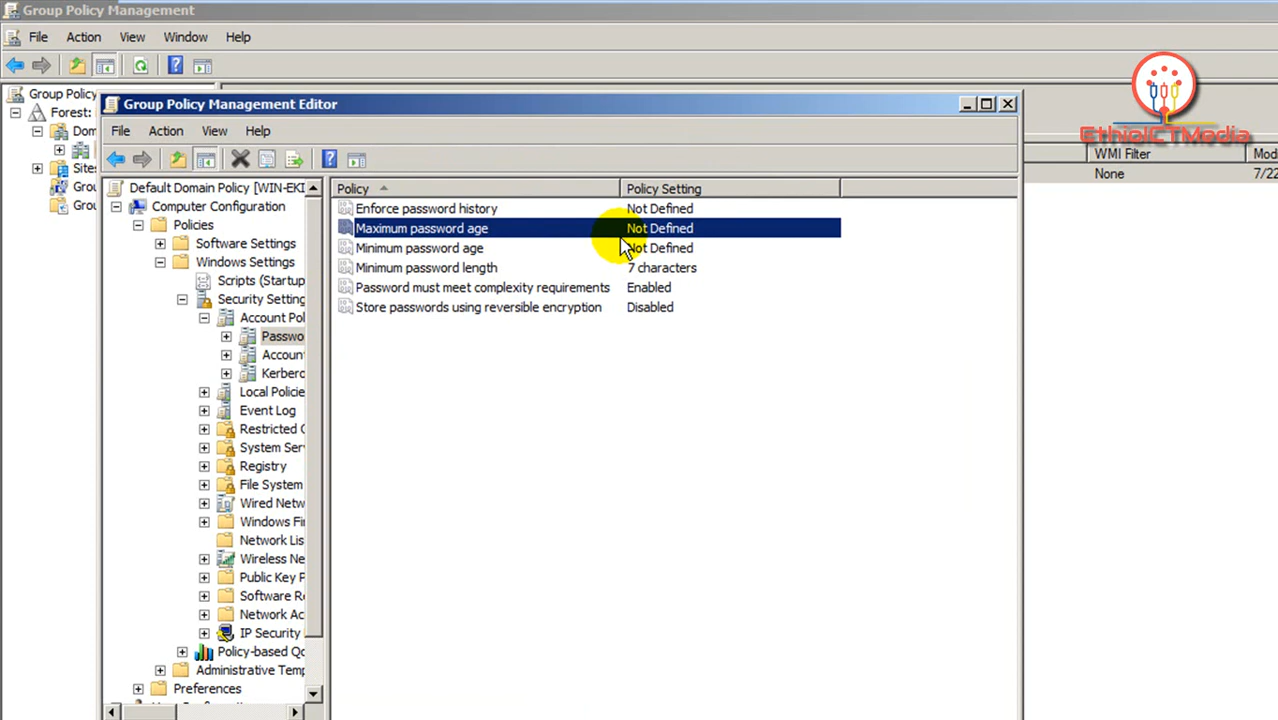 Group Policy Management
File Action View Window Help
Group Policy
Forest:
Dom
Sites
Grou
Grou
EthioICTMedia
WMI Filter Mod
None 7/22
Group Policy Management Editor
File Action View Help
Default Domain Policy [WIN-EKI
Computer Configuration
Policies
Software Settings
Windows Settings
Scripts (Startup
Security Setting
Account Pol
Passwo
Account
Kerbero
Local Policie
Event Log
Restricted G
System Serv
Registry
File System
Wired Netw
Windows Fir
Network Lis
Wireless Ne
Public Key P
Software Re
Network Ac
IP Security
Policy-based Qo
Administrative Temp
Preferences
Policy Policy Setting
Enforce password history Not Defined
Maximum password age Not Defined
Minimum password age Not Defined
Minimum password length 7 characters
Password must meet complexity requirements Enabled
Store passwords using reversible encryption Disabled